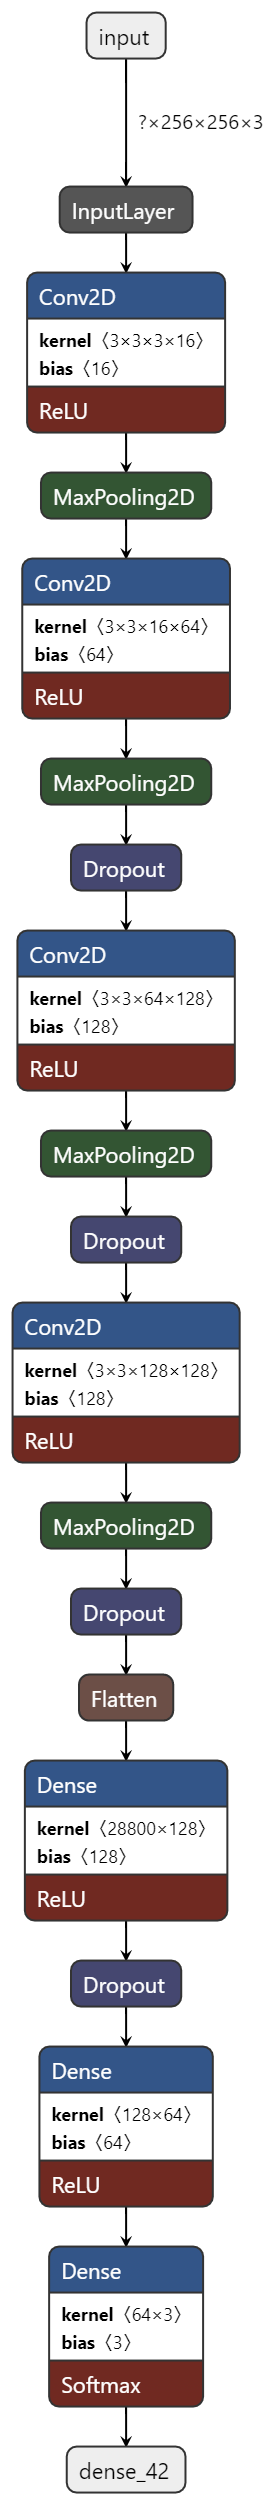 input
?×256×256×3
InputLayer
Conv2D
kernel〈3×3×3×16〉
bias〈16〉
ReLU
MaxPooling2D
Conv2D
kernel〈3×3×16×64〉
bias〈64〉
ReLU
MaxPooling2D
Dropout
Conv2D
kernel〈3×3×64×128〉
bias〈128〉
ReLU
MaxPooling2D
Dropout
Conv2D
kernel〈3×3×128×128〉
bias〈128〉
ReLU
MaxPooling2D
Dropout
Flatten
Dense
kernel〈28800×128〉
bias〈128〉
ReLU
Dropout
Dense
kernel〈128×64〉
bias〈64〉
ReLU
Dense
kernel〈64×3〉
bias〈3〉
Softmax
dense_42